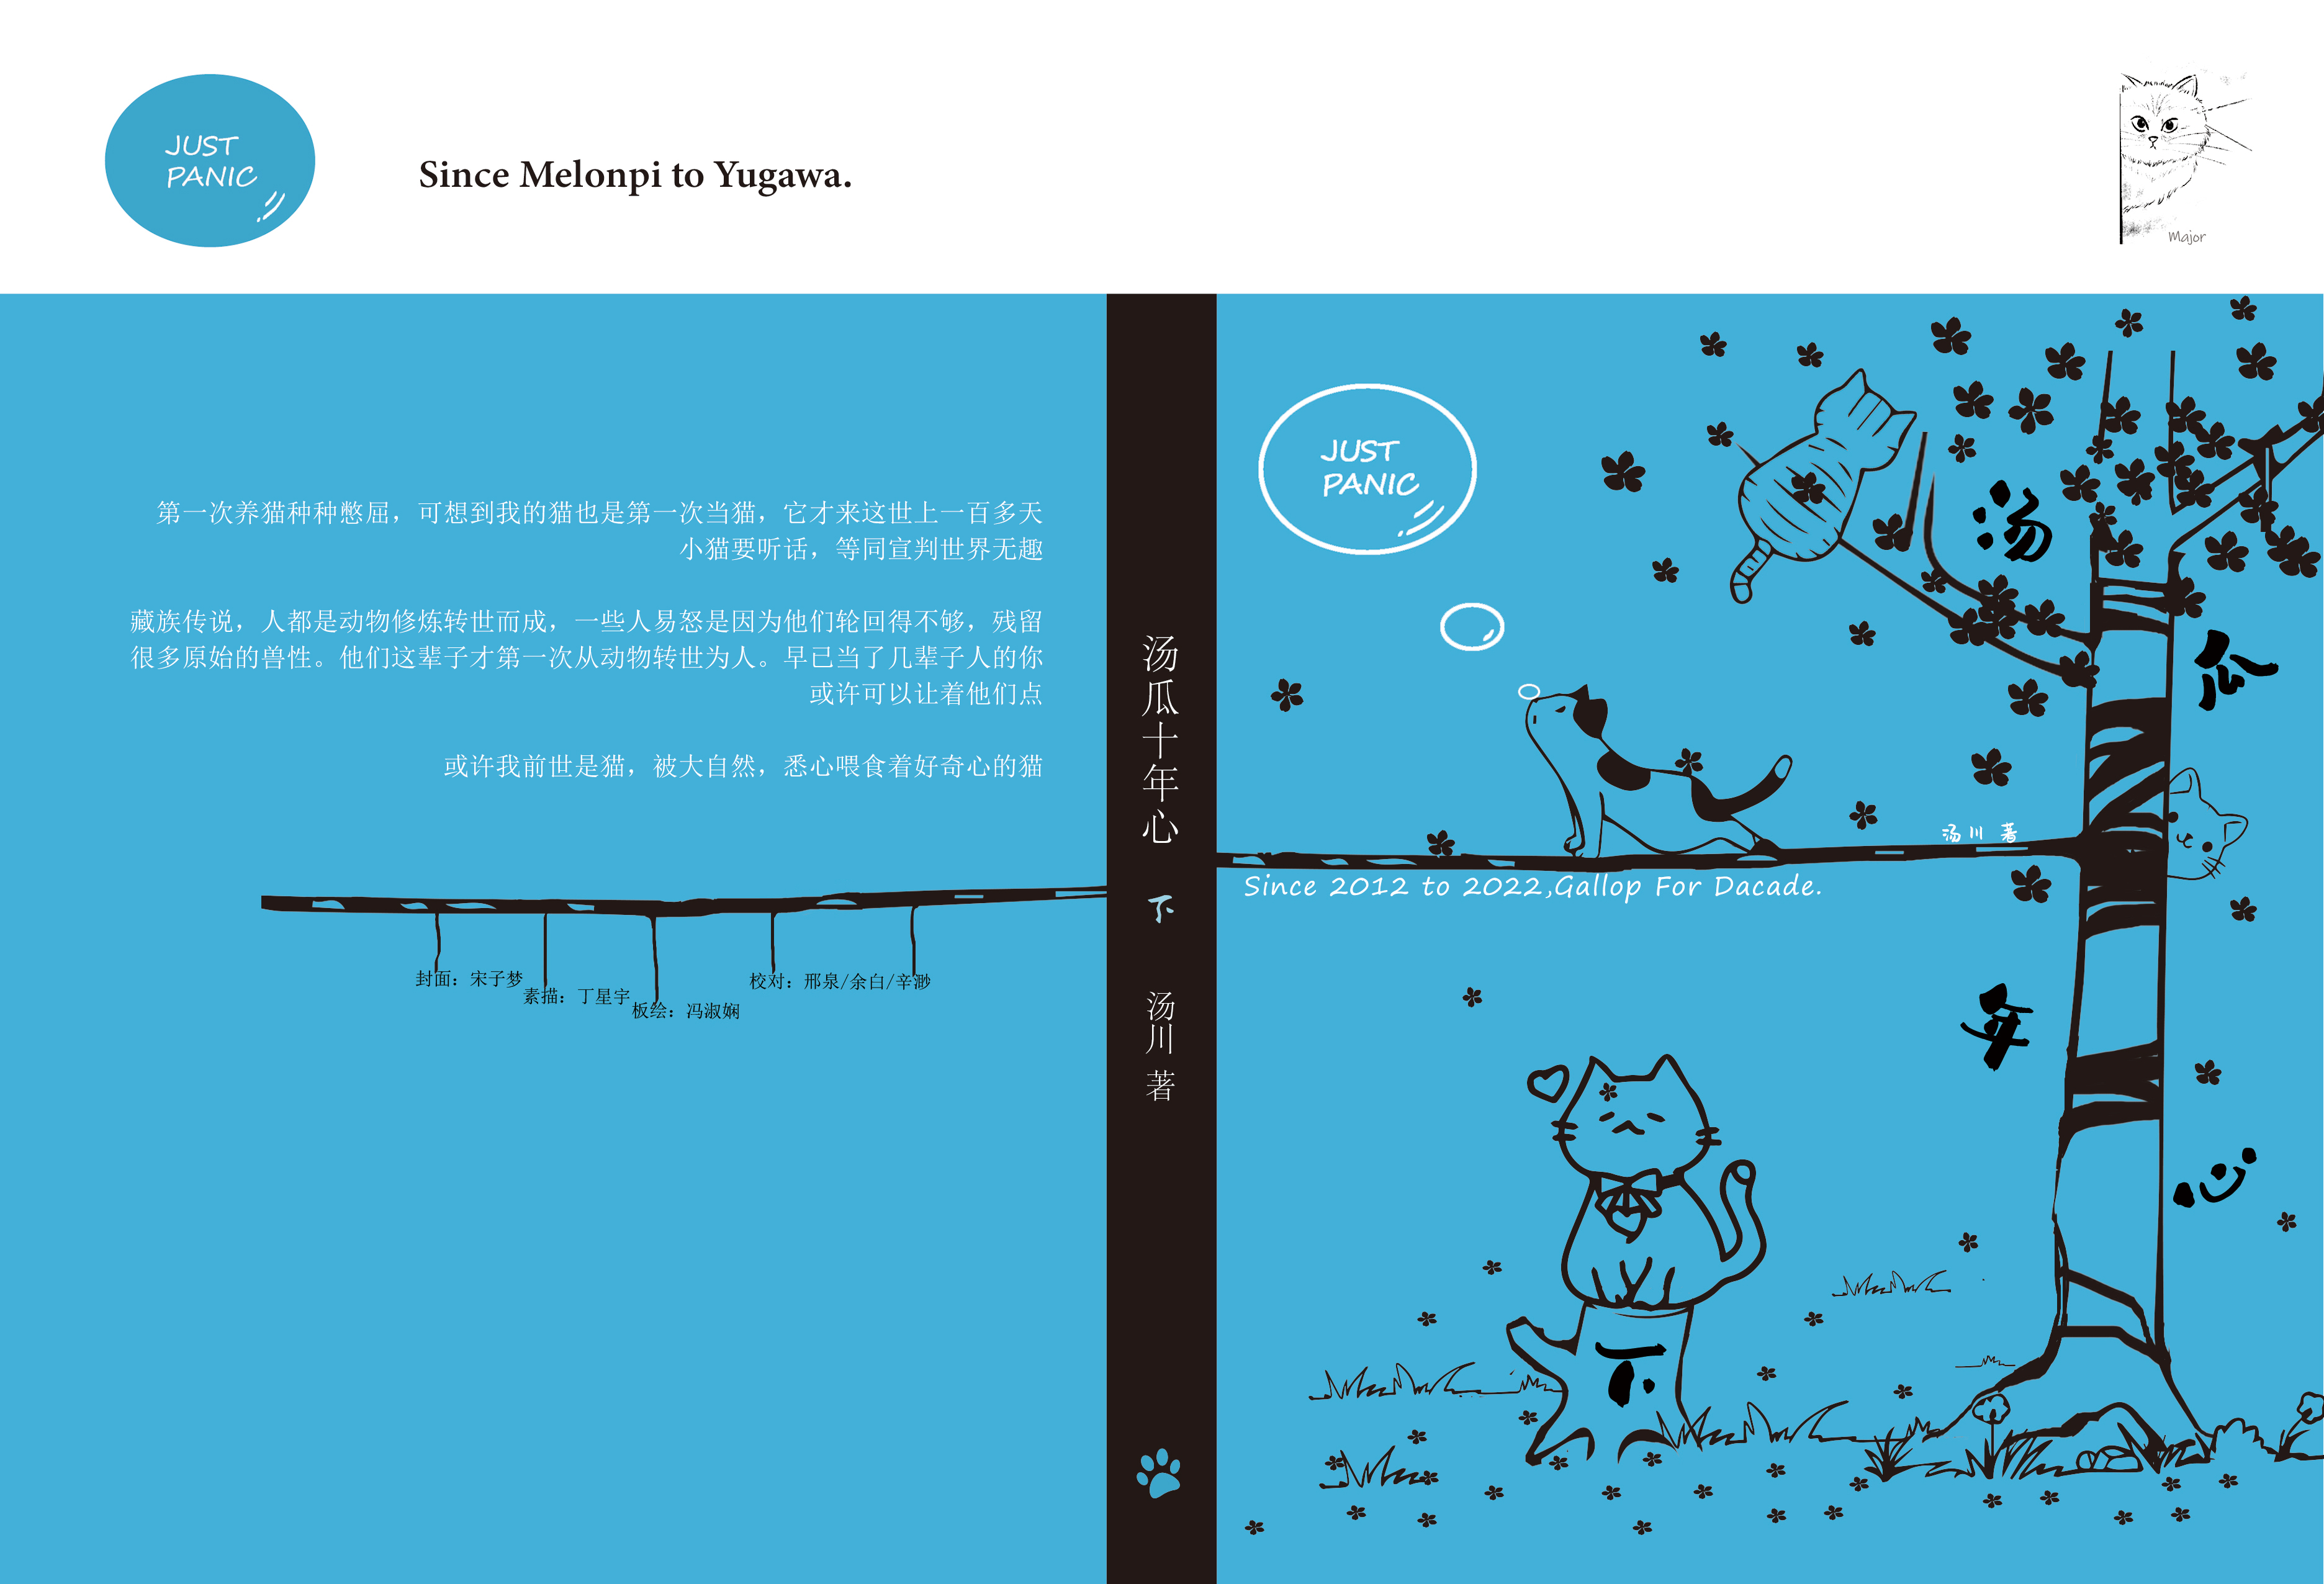 JUST
PANIC
Since Melonpi to Yugawa.
Major
第一次养猫种种憋屈，可想到我的猫也是第一次当猫，它才来这世上一百多天
小猫要听话，等同宣判世界无趣
藏族传说，人都是动物修炼转世而成，一些人易怒是因为他们轮回得不够，残留
很多原始的兽性。他们这辈子才第一次从动物转世为人。早已当了几辈子人的你
或许可以让着他们点
或许我前世是猫，被大自然，悉心喂食着好奇心的猫
封面：宋子梦
素描：丁星宇
板绘：冯淑娴
校对：邢泉/余白/辛渺
汤瓜十年心
下
汤川 著
JUST
PANIC
汤
瓜
年
心
汤川 著
Since 2012 to 2022,Gallop For Dacade.
下